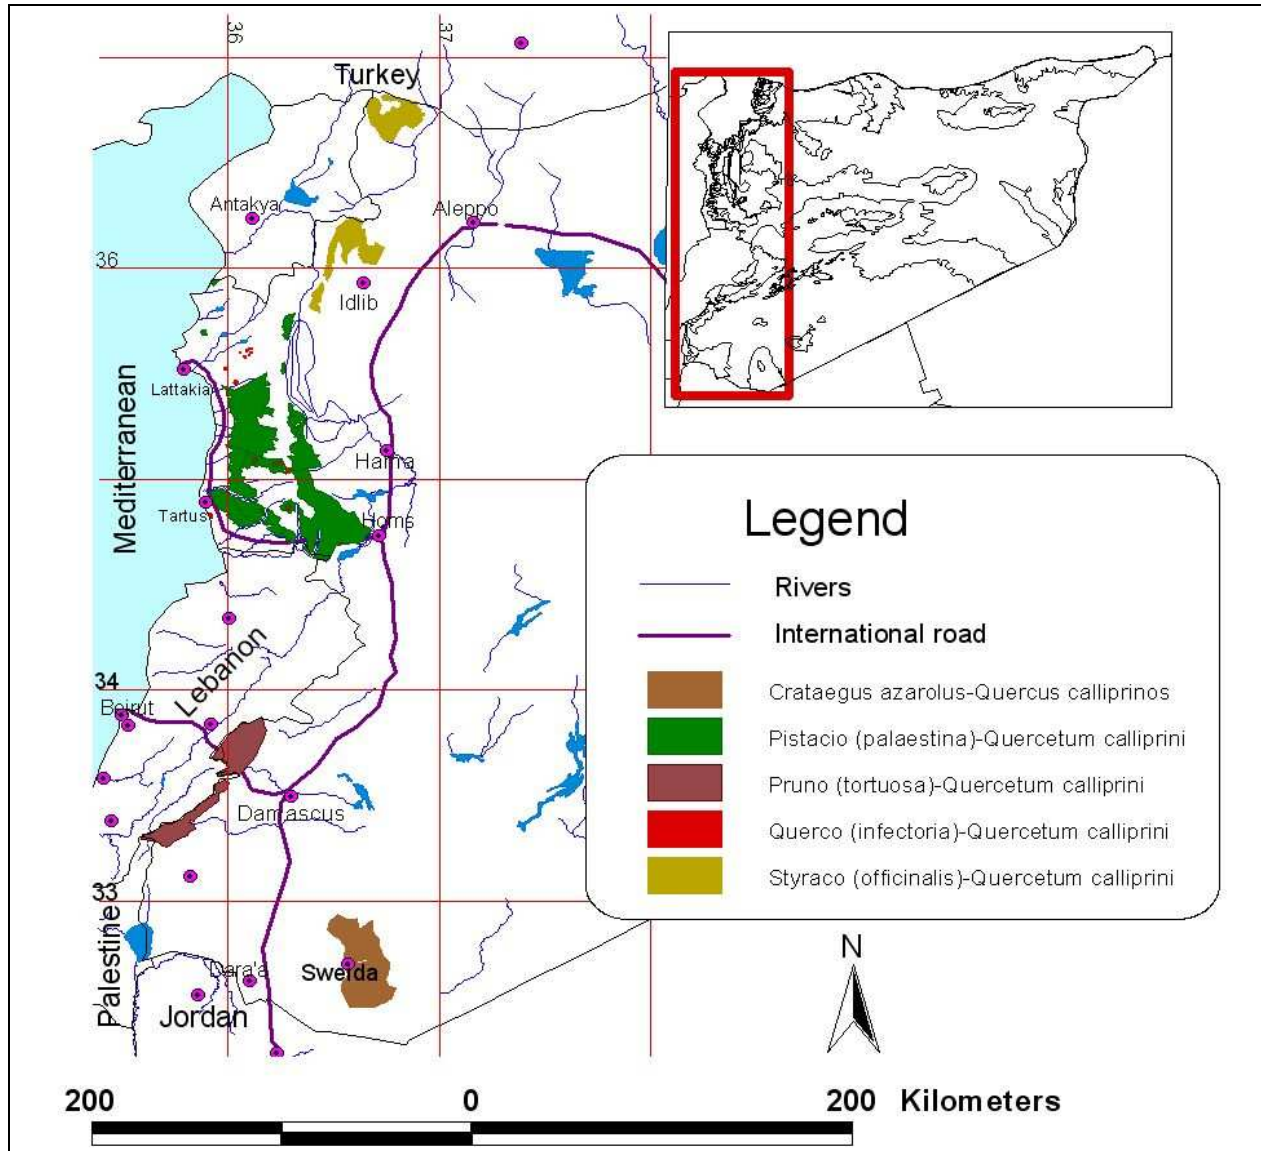 36
37
Turkey
Antakya
Aleppo
36
Idlib
Lattakia
Mediterranean
Hama
Tartus
Homs
Lebanon
34
Beirut
Damascus
33
Palestine
Dara'a
Sweida
Jordan
Legend
Rivers
International road
Crataegus azarolus-Quercus calliprinos
Pistacio (palaestina)-Quercetum calliprini
Pruno (tortuosa)-Quercetum calliprini
Querco (infectoria)-Quercetum calliprini
Styraco (officinalis)-Quercetum calliprini
N
200 0 200 Kilometers